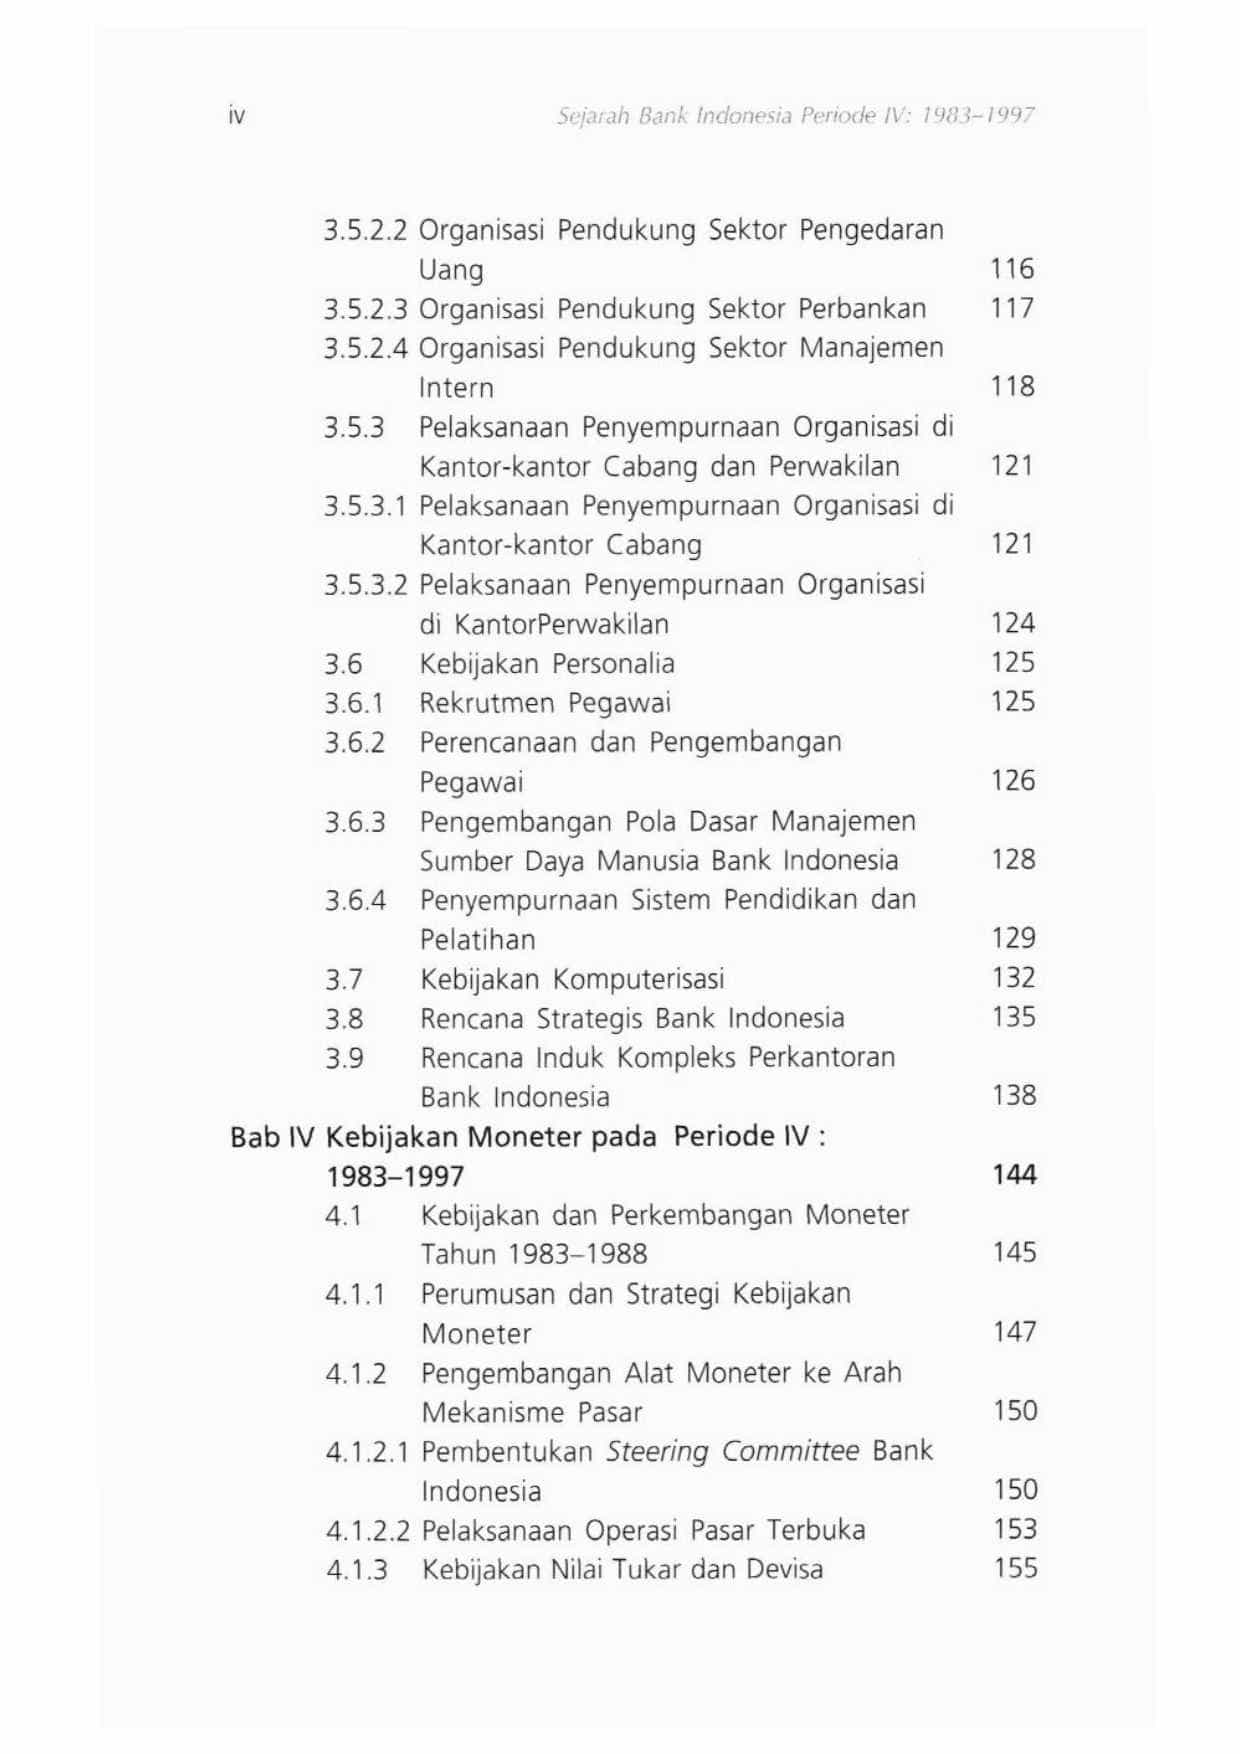 iv Sejarah Bank Indonesia Periode IV: 1983–1997
3.5.2.2 Organisasi Pendukung Sektor Pengedaran
Uang 116
3.5.2.3 Organisasi Pendukung Sektor Perbankan 117
3.5.2.4 Organisasi Pendukung Sektor Manajemen
Intern 118
3.5.3 Pelaksanaan Penyempurnaan Organisasi di
Kantor-kantor Cabang dan Perwakilan 121
3.5.3.1 Pelaksanaan Penyempurnaan Organisasi di
Kantor-kantor Cabang 121
3.5.3.2 Pelaksanaan Penyempurnaan Organisasi
di KantorPerwakilan 124
3.6 Kebijakan Personalia 125
3.6.1 Rekrutmen Pegawai 125
3.6.2 Perencanaan dan Pengembangan
Pegawai 126
3.6.3 Pengembangan Pola Dasar Manajemen
Sumber Daya Manusia Bank Indonesia 128
3.6.4 Penyempurnaan Sistem Pendidikan dan
Pelatihan 129
3.7 Kebijakan Komputerisasi 132
3.8 Rencana Strategis Bank Indonesia 135
3.9 Rencana Induk Kompleks Perkantoran
Bank Indonesia 138
Bab IV Kebijakan Moneter pada Periode IV :
1983–1997 144
4.1 Kebijakan dan Perkembangan Moneter
Tahun 1983–1988 145
4.1.1 Perumusan dan Strategi Kebijakan
Moneter 147
4.1.2 Pengembangan Alat Moneter ke Arah
Mekanisme Pasar 150
4.1.2.1 Pembentukan Steering Committee Bank
Indonesia 150
4.1.2.2 Pelaksanaan Operasi Pasar Terbuka 153
4.1.3 Kebijakan Nilai Tukar dan Devisa 155